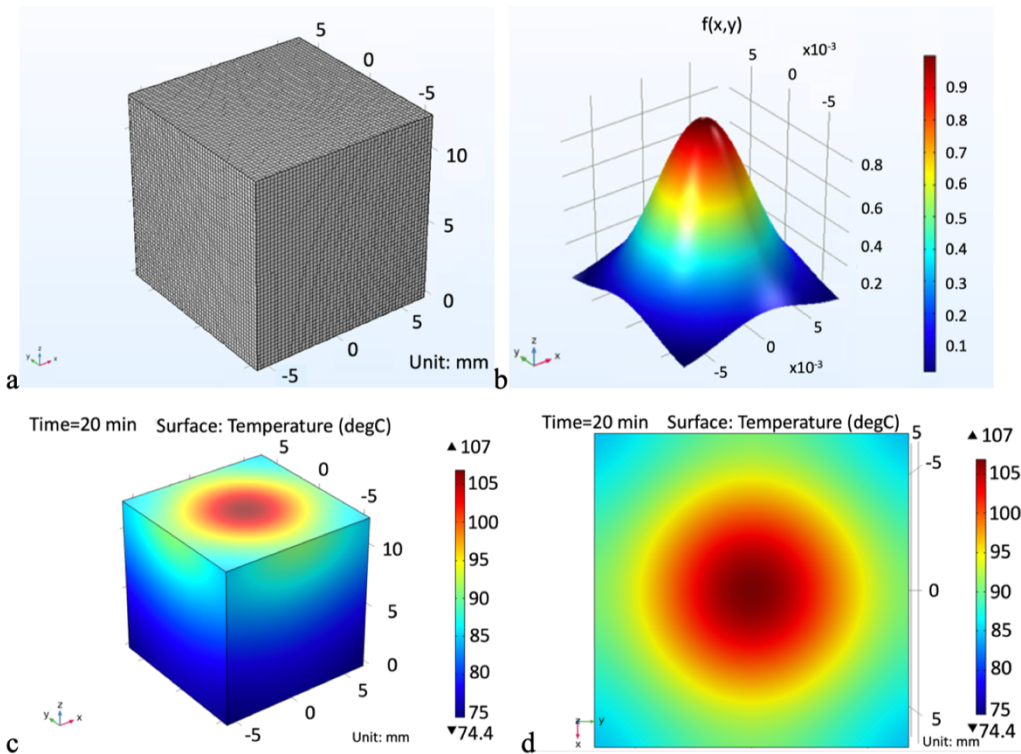 5
0
-5
10
5
0
5
0
-5
Unit: mm
z
y
x
a
f(x,y)
5
x10-3
0
-5
0.8
0.6
0.4
0.2
5
0
x10-3
-5
0.9
0.8
0.7
0.6
0.5
0.4
0.3
0.2
0.1
z
y
x
b
Time=20 min Surface: Temperature (degC)
5
0
-5
10
5
0
5
0
-5
▲ 107
105
100
95
90
85
80
75
▼74.4
Unit: mm
z
y
x
c
Time=20 min Surface: Temperature (degC)
5
-5
0
5
▲ 107
105
100
95
90
85
80
75
▼74.4
Unit: mm
z
y
x
d